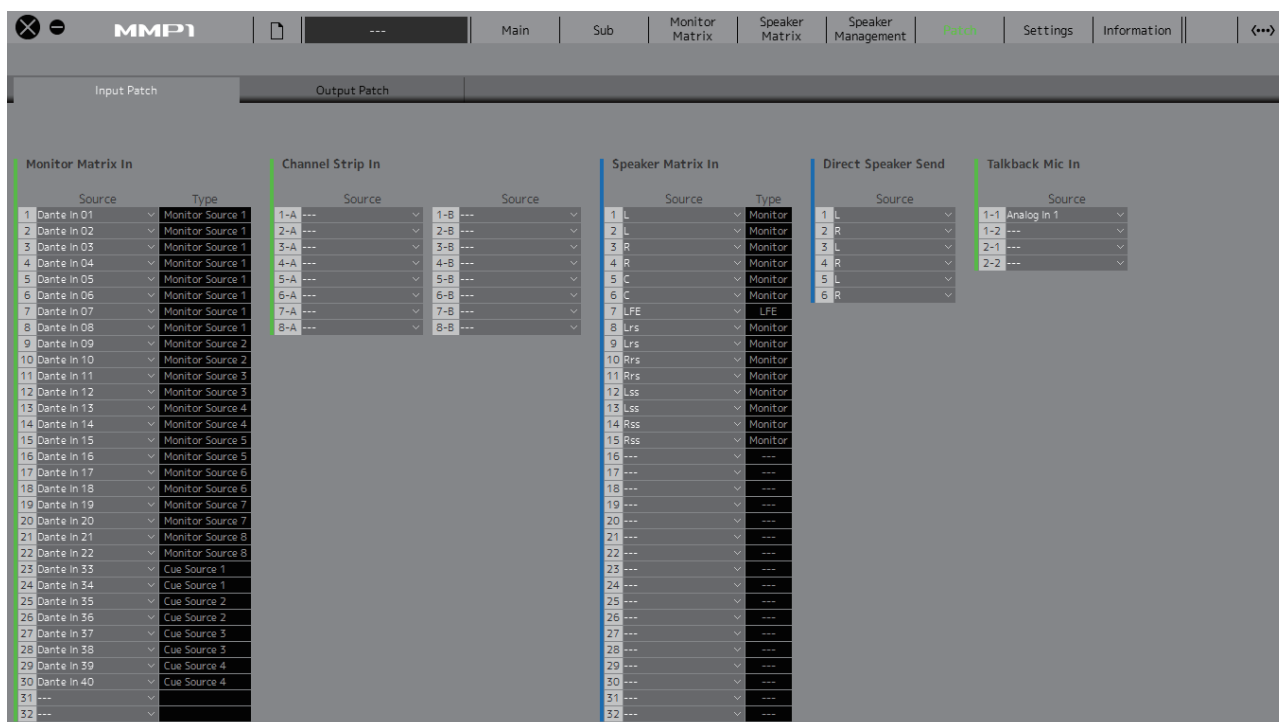 MMP1
---
Main
Sub
Monitor Matrix
Speaker Matrix
Speaker Management
Patch
Settings
Information
Input Patch
Output Patch
Monitor Matrix In
Source Type
1 Dante In 01 Monitor Source 1
2 Dante In 02 Monitor Source 1
3 Dante In 03 Monitor Source 1
4 Dante In 04 Monitor Source 1
5 Dante In 05 Monitor Source 1
6 Dante In 06 Monitor Source 1
7 Dante In 07 Monitor Source 1
8 Dante In 08 Monitor Source 1
9 Dante In 09 Monitor Source 2
10 Dante In 10 Monitor Source 2
11 Dante In 11 Monitor Source 3
12 Dante In 12 Monitor Source 3
13 Dante In 13 Monitor Source 4
14 Dante In 14 Monitor Source 4
15 Dante In 15 Monitor Source 5
16 Dante In 16 Monitor Source 5
17 Dante In 17 Monitor Source 6
18 Dante In 18 Monitor Source 6
19 Dante In 19 Monitor Source 7
20 Dante In 20 Monitor Source 7
21 Dante In 21 Monitor Source 8
22 Dante In 22 Monitor Source 8
23 Dante In 33 Cue Source 1
24 Dante In 34 Cue Source 1
25 Dante In 35 Cue Source 2
26 Dante In 36 Cue Source 2
27 Dante In 37 Cue Source 3
28 Dante In 38 Cue Source 3
29 Dante In 39 Cue Source 4
30 Dante In 40 Cue Source 4
31 ---
32 ---
Channel Strip In
Source Source
1-A --- 1-B ---
2-A --- 2-B ---
3-A --- 3-B ---
4-A --- 4-B ---
5-A --- 5-B ---
6-A --- 6-B ---
7-A --- 7-B ---
8-A --- 8-B ---
Speaker Matrix In
Source Type
1 L Monitor
2 L Monitor
3 R Monitor
4 R Monitor
5 C Monitor
6 C Monitor
7 LFE LFE
8 Lrs Monitor
9 Lrs Monitor
10 Rrs Monitor
11 Rrs Monitor
12 Lss Monitor
13 Lss Monitor
14 Rss Monitor
15 Rss Monitor
16 --- ---
17 --- ---
18 --- ---
19 --- ---
20 --- ---
21 --- ---
22 --- ---
23 --- ---
24 --- ---
25 --- ---
26 --- ---
27 --- ---
28 --- ---
29 --- ---
30 --- ---
31 --- ---
32 --- ---
Direct Speaker Send
Source
1 L
2 R
3 L
4 R
5 L
6 R
Talkback Mic In
Source
1-1 Analog In 1
1-2 ---
2-1 ---
2-2 ---